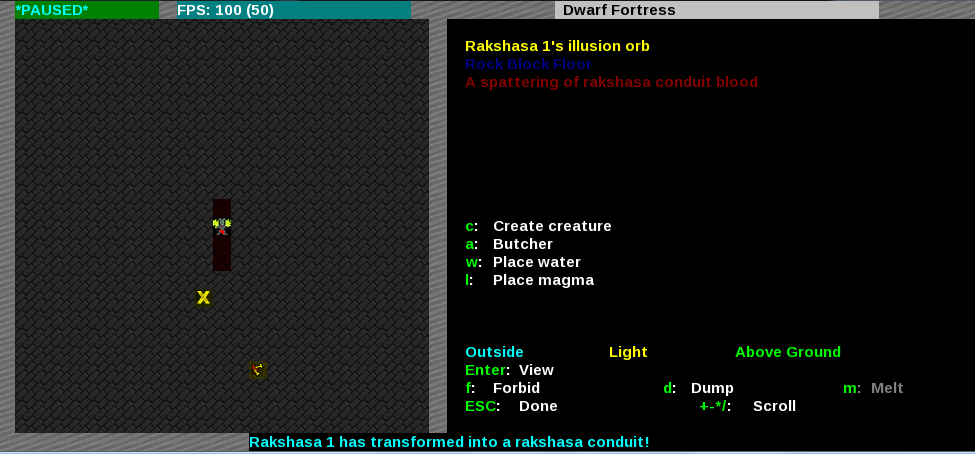 *PAUSED* FPS: 100 (50) Dwarf Fortress
Rakshasa 1's illusion orb
Rock Block Floor
A spattering of rakshasa conduit blood
c: Create creature
a: Butcher
w: Place water
l: Place magma
Outside Light Above Ground
Enter: View
f: Forbid d: Dump m: Melt
ESC: Done +-*/: Scroll
Rakshasa 1 has transformed into a rakshasa conduit!